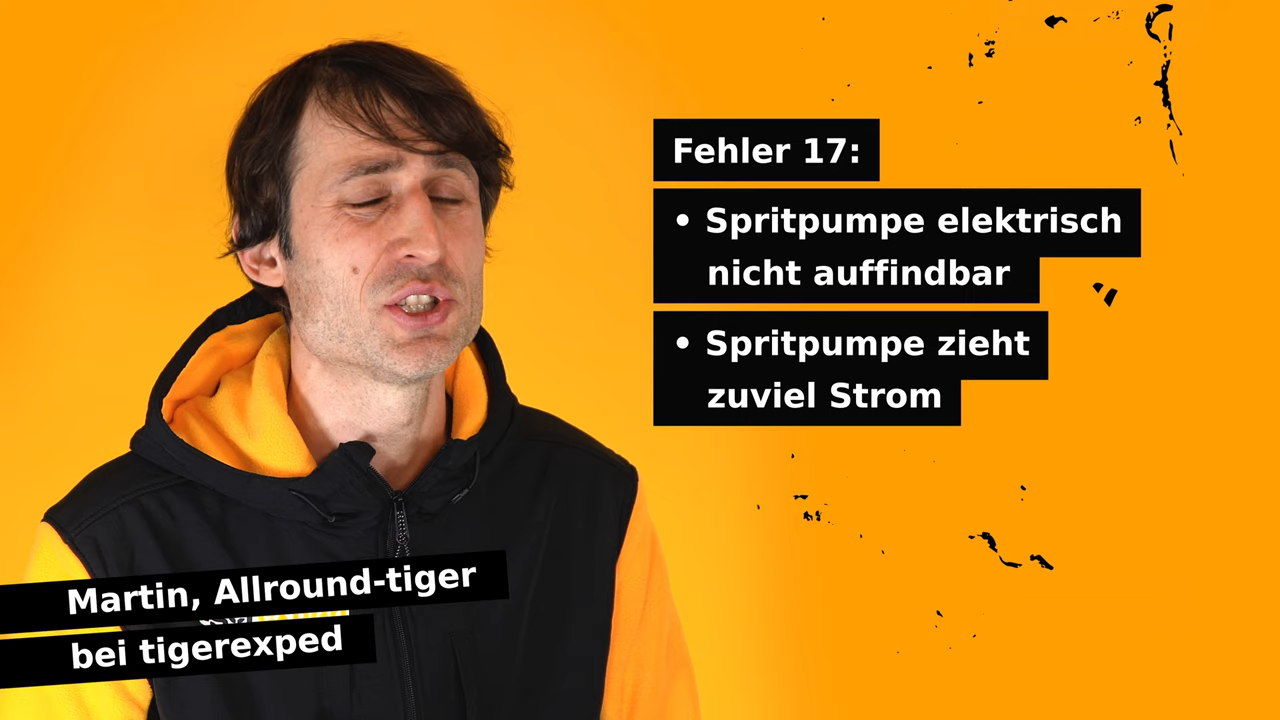 Fehler 17:
• Spritpumpe elektrisch
nicht auffindbar
• Spritpumpe zieht
zuviel Strom
Martin, Allround-tiger
bei tigerexped